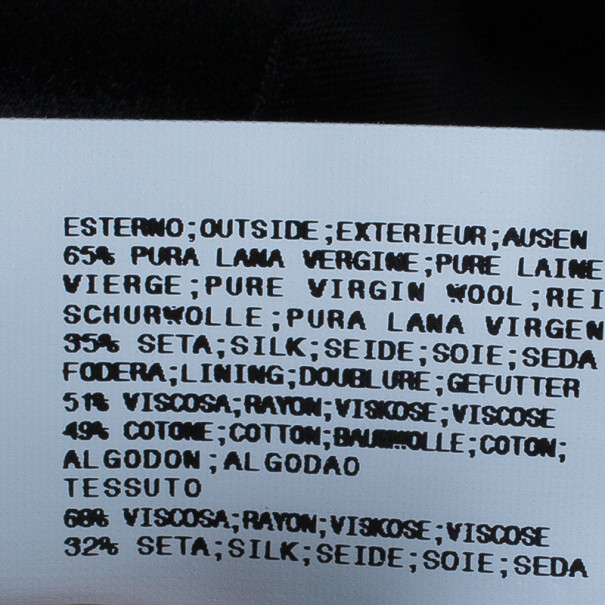 ESTERNO;OUTSIDE;EXTERIEUR;AUSEN
65% PURA LANA VERGINE;PURE LAINE
VIERGE;PURE VIRGIN WOOL;REI
SCHURWOLLE;PURA LANA VIRGEN
35% SETA;SILK;SEIDE;SOIE;SEDA
FODERA;LINING;DOUBLURE;GEFUTTER
51% VISCOSA;RAYON;VISKOSE;VISCOSE
49% COTONE;COTTON;BAUMWOLLE;COTON;
ALGODON;ALGODAO
TESSUTO
68% VISCOSA;RAYON;VISKOSE;VISCOSE
32% SETA;SILK;SEIDE;SOIE;SEDA